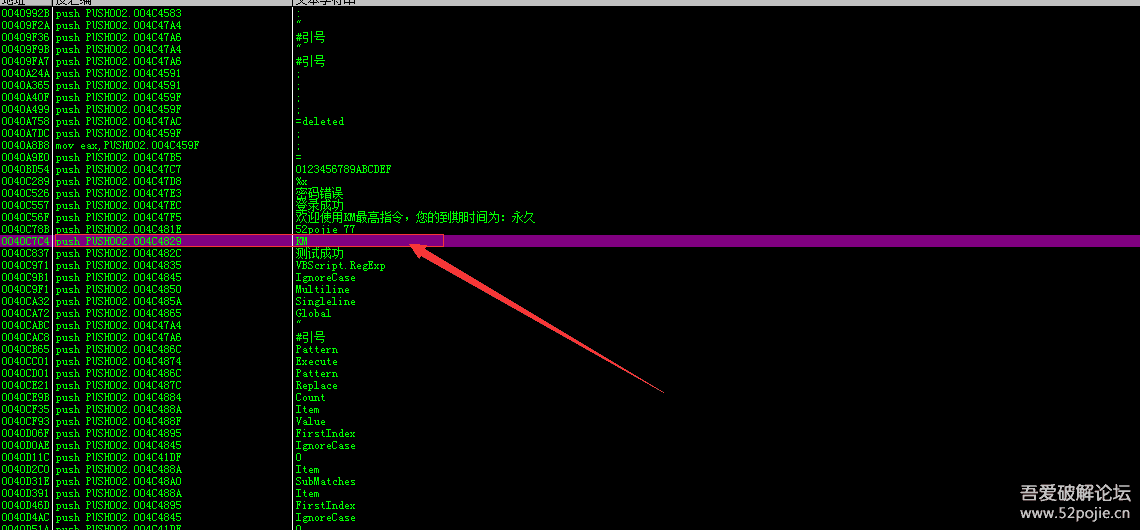 地址 反汇编 文本字符串
0040992B push PUSH002.004C4583 ;
00409F2A push PUSH002.004C47A4 "
00409F36 push PUSH002.004C47A6 #引号
00409F9B push PUSH002.004C47A4 "
00409FA7 push PUSH002.004C47A6 #引号
0040A24A push PUSH002.004C4591 ;
0040A365 push PUSH002.004C4591 ;
0040A40F push PUSH002.004C459F ;
0040A499 push PUSH002.004C459F ;
0040A758 push PUSH002.004C47AC =deleted
0040A7DC push PUSH002.004C459F ;
0040A8B8 mov eax,PUSH002.004C459F ;
0040A9E0 push PUSH002.004C47B5 =
0040BD54 push PUSH002.004C47C7 0123456789ABCDEF
0040C289 push PUSH002.004C47D8 %x
0040C526 push PUSH002.004C47E3 密码错误
0040C557 push PUSH002.004C47EC 登录成功
0040C56F push PUSH002.004C47F5 欢迎使用KM最高指令，您的到期时间为：永久
0040C78B push PUSH002.004C481E 52pojie 77
0040C7C4 push PUSH002.004C4829 KM
0040C837 push PUSH002.004C482C 测试成功
0040C971 push PUSH002.004C4835 VBScript.RegExp
0040C9B1 push PUSH002.004C4845 IgnoreCase
0040C9F1 push PUSH002.004C4850 Multiline
0040CA32 push PUSH002.004C485A Singleline
0040CA72 push PUSH002.004C4865 Global
0040CABC push PUSH002.004C47A4 "
0040CAC8 push PUSH002.004C47A6 #引号
0040CB65 push PUSH002.004C486C Pattern
0040CC01 push PUSH002.004C4874 Execute
0040CD01 push PUSH002.004C486C Pattern
0040CE21 push PUSH002.004C487C Replace
0040CE9B push PUSH002.004C4884 Count
0040CF35 push PUSH002.004C488A Item
0040CF93 push PUSH002.004C488F Value
0040D06F push PUSH002.004C4895 FirstIndex
0040D0AE push PUSH002.004C4845 IgnoreCase
0040D11C push PUSH002.004C41DF 0
0040D2C0 push PUSH002.004C488A Item
0040D31E push PUSH002.004C48A0 SubMatches
0040D391 push PUSH002.004C488A Item
0040D46D push PUSH002.004C4895 FirstIndex
0040D4AC push PUSH002.004C4845 IgnoreCase
0040D51A push PUSH002.004C41DF 0
吾爱破解论坛
www.52pojie.cn